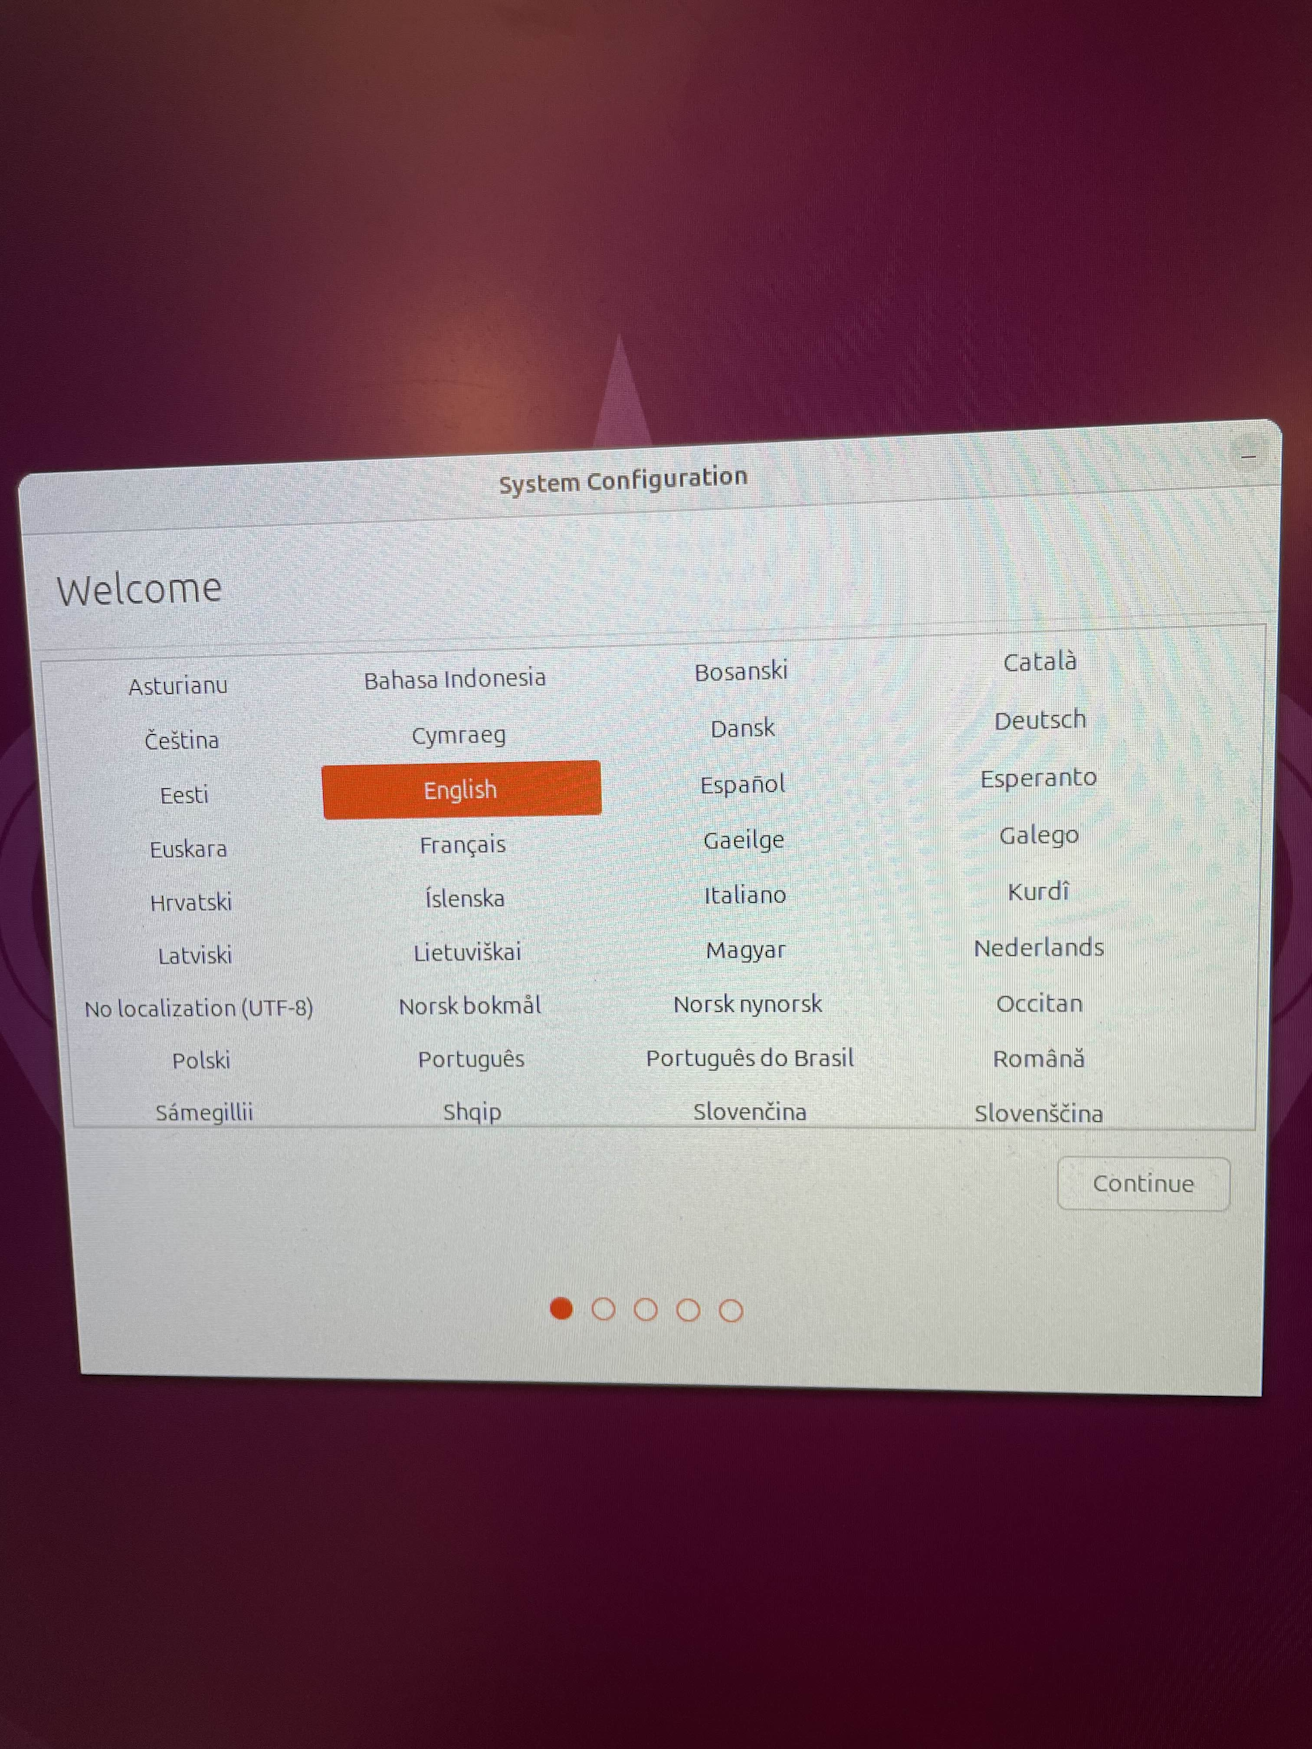 System Configuration
Welcome
Asturianu Bahasa Indonesia Bosanski Català
Čeština Cymraeg Dansk Deutsch
Eesti English Español Esperanto
Euskara Français Gaeilge Galego
Hrvatski Íslenska Italiano Kurdî
Latviski Lietuviškai Magyar Nederlands
No localization (UTF-8) Norsk bokmål Norsk nynorsk Occitan
Polski Português Português do Brasil Română
Sámegillii Shqip Slovenčina Slovenščina
Continue